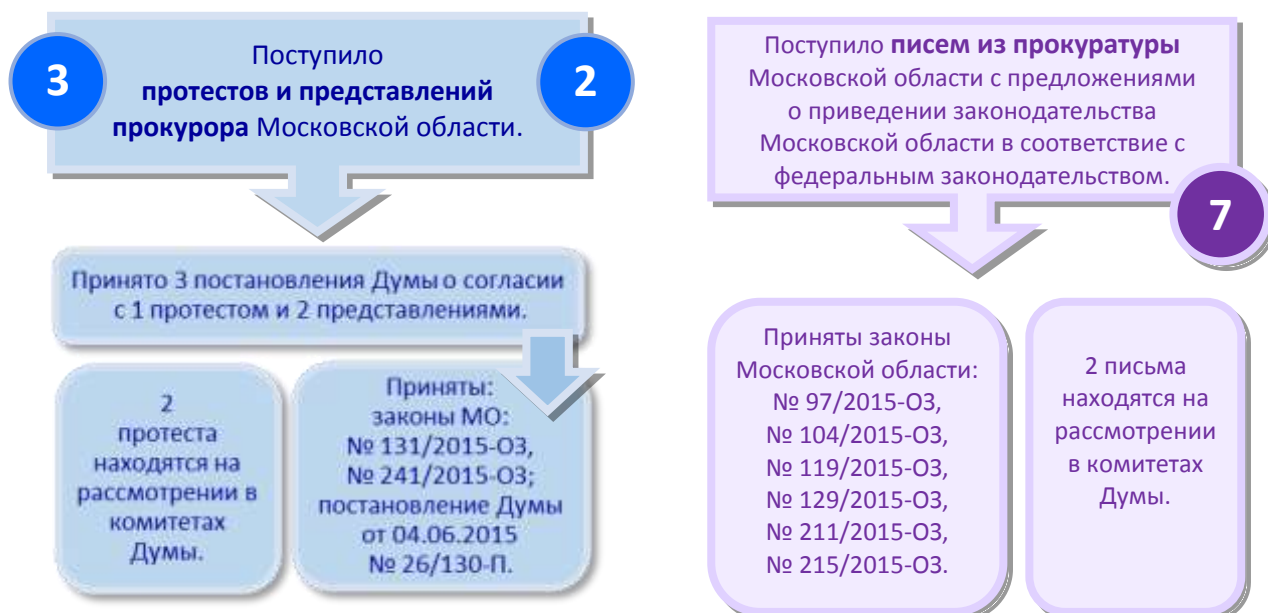 3
Поступило
протестов и представлений
прокурора Московской области.
2
Принято 3 постановления Думы о согласии
с 1 протестом и 2 представлениями.
2
протеста
находятся на
рассмотрении в
комитетах
Думы.
Приняты:
законы МО:
№ 131/2015-ОЗ,
№ 241/2015-ОЗ;
постановление Думы
от 04.06.2015
№ 26/130-П.
Поступило писем из прокуратуры
Московской области с предложениями
о приведении законодательства
Московской области в соответствие с
федеральным законодательством.
7
Приняты законы
Московской области:
№ 97/2015-ОЗ,
№ 104/2015-ОЗ,
№ 119/2015-ОЗ,
№ 129/2015-ОЗ,
№ 211/2015-ОЗ,
№ 215/2015-ОЗ.
2 письма
находятся на
рассмотрении
в комитетах
Думы.